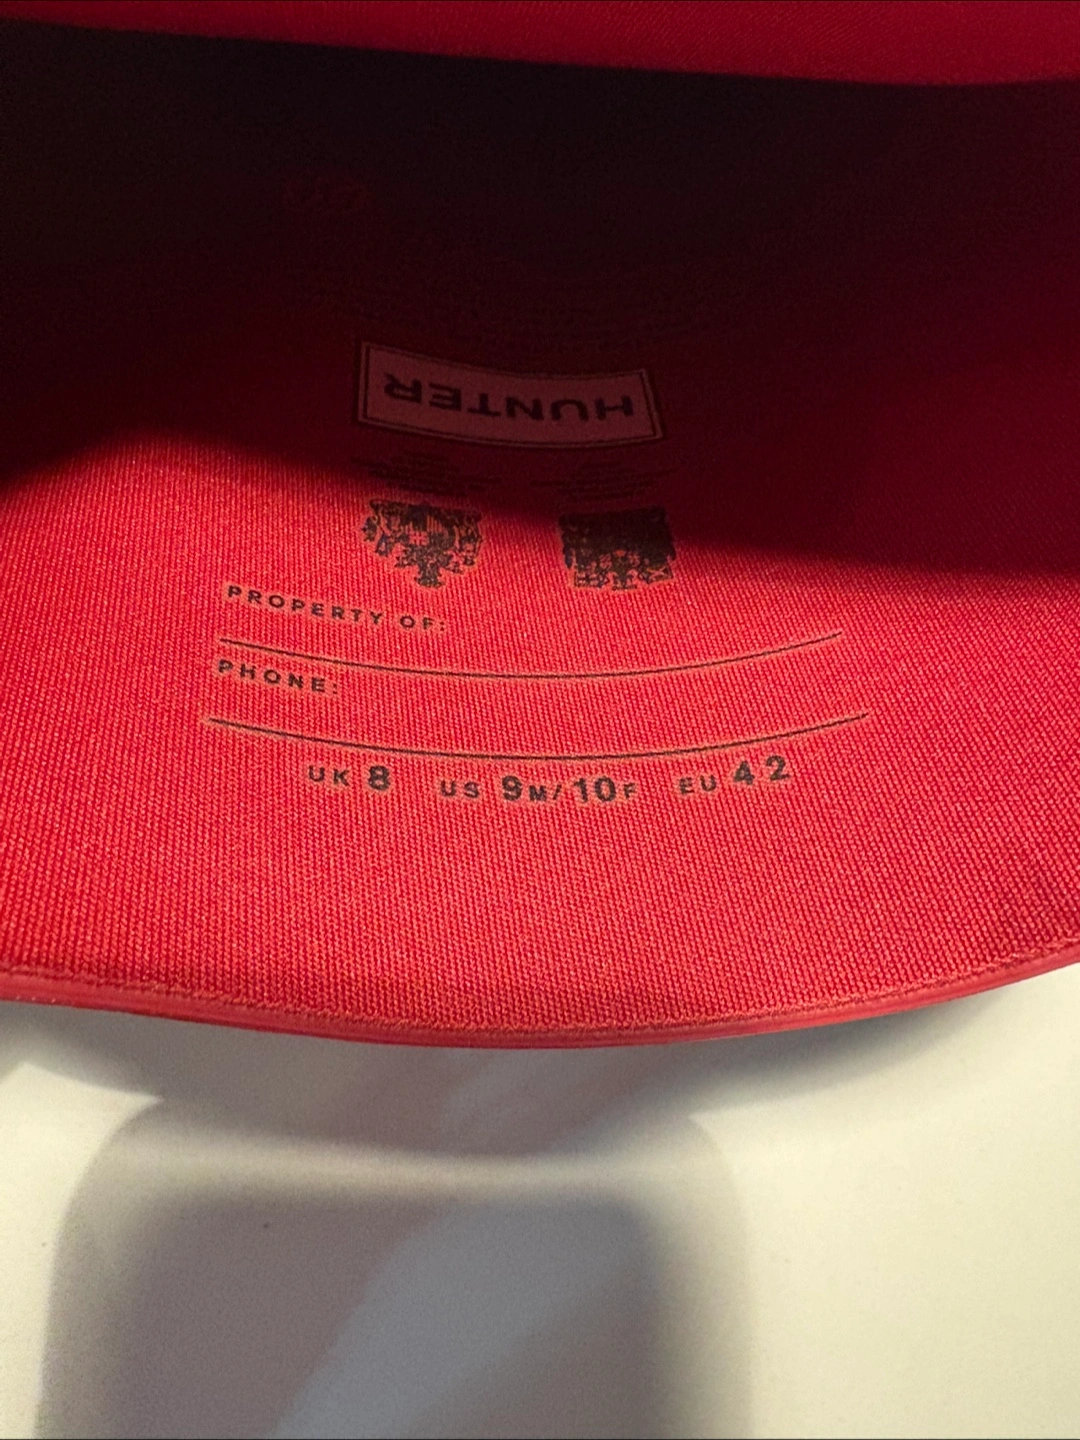 HUNTER
PROPERTY OF:
PHONE:
UK 8 US 9M/10F EU 42